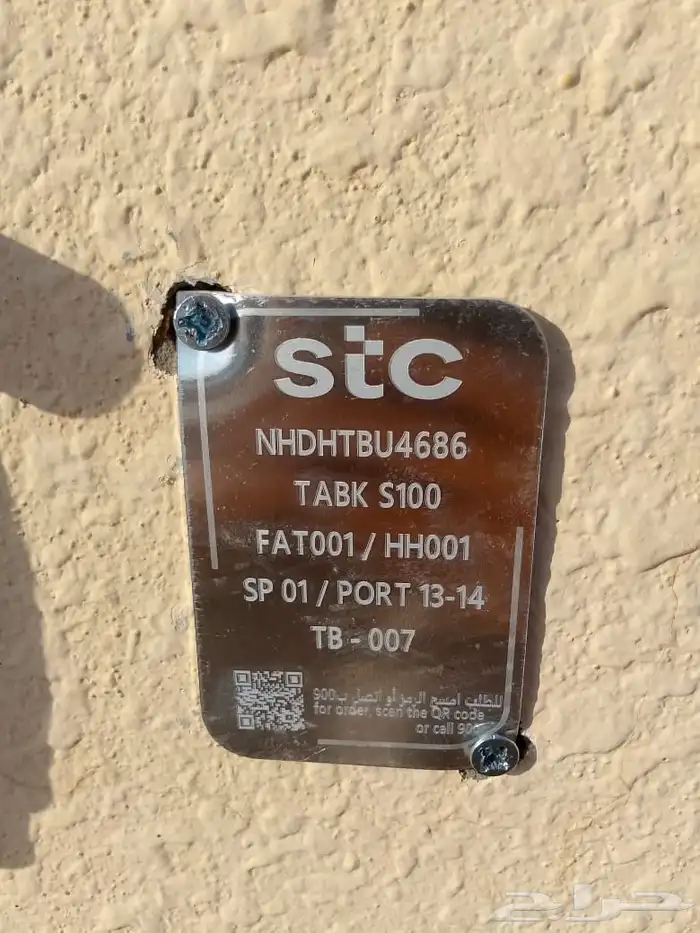 stc
NHDHTBU4686
TABK S100
FAT001 / HH001
SP 01 / PORT 13-14
TB - 007
للطلب امسح الرمز أو اتصل ب900
for order, scan the QR code
or call 900
حراج